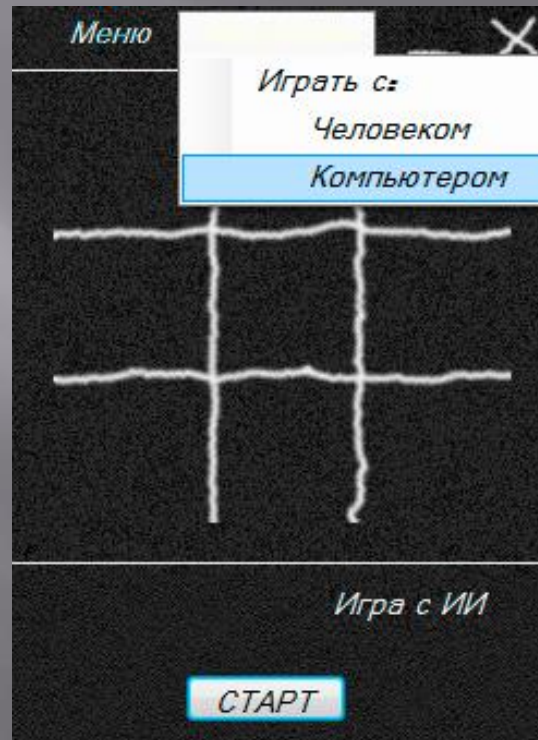 Меню
Играть с:
Человеком
Компьютером
Игра с ИИ
СТАРТ